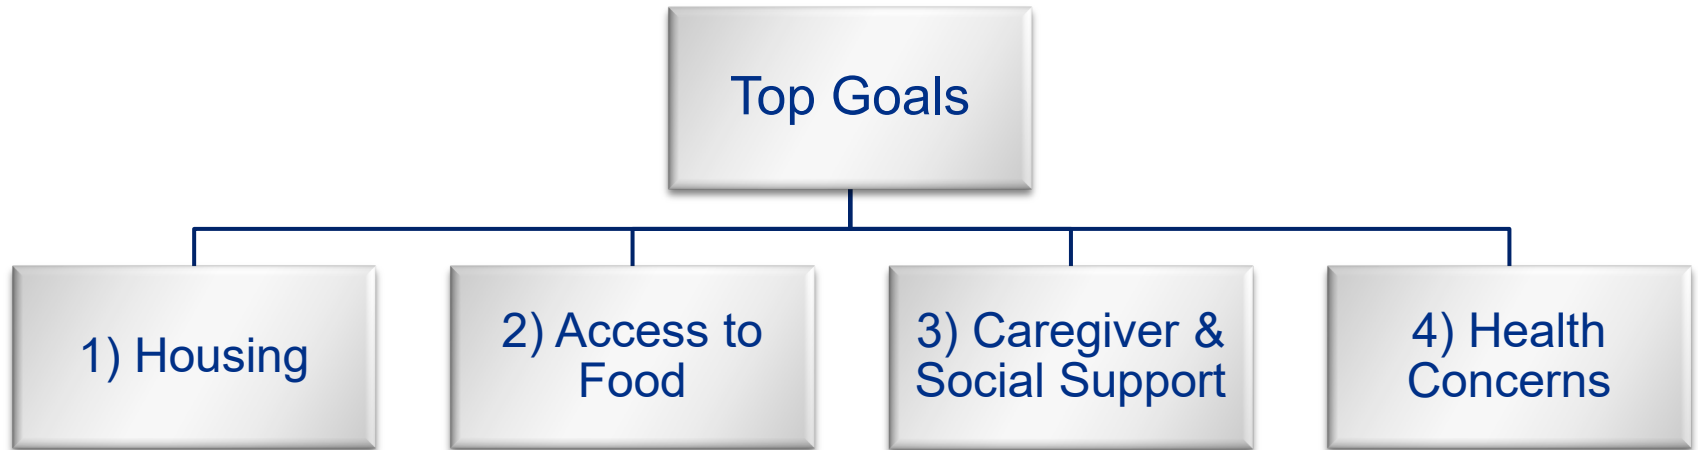 Top Goals
1) Housing
2) Access to
Food
3) Caregiver &
Social Support
4) Health
Concerns